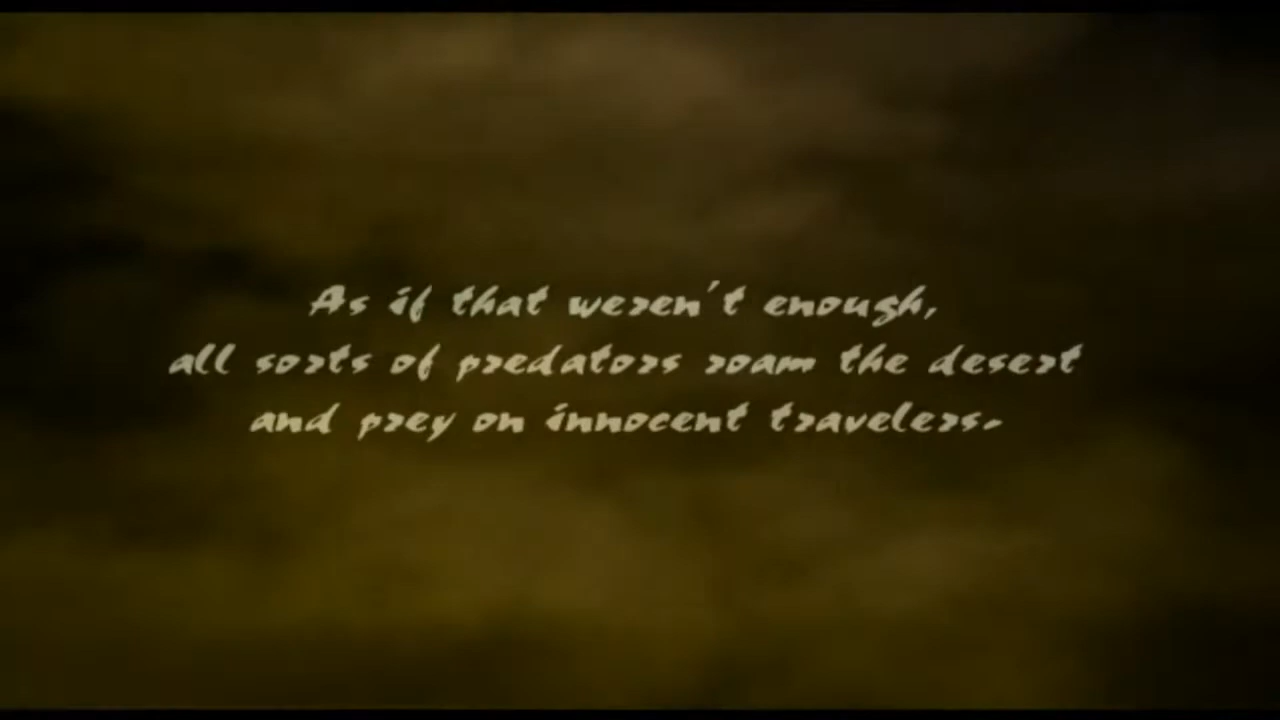 As if that weren't enough,
all sorts of predators roam the desert
and prey on innocent travelers.